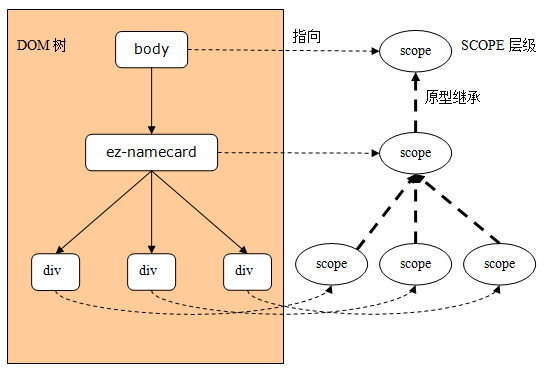 DOM 树
body
指向
scope
SCOPE 层级
原型继承
ez-namecard
scope
div
div
div
scope
scope
scope